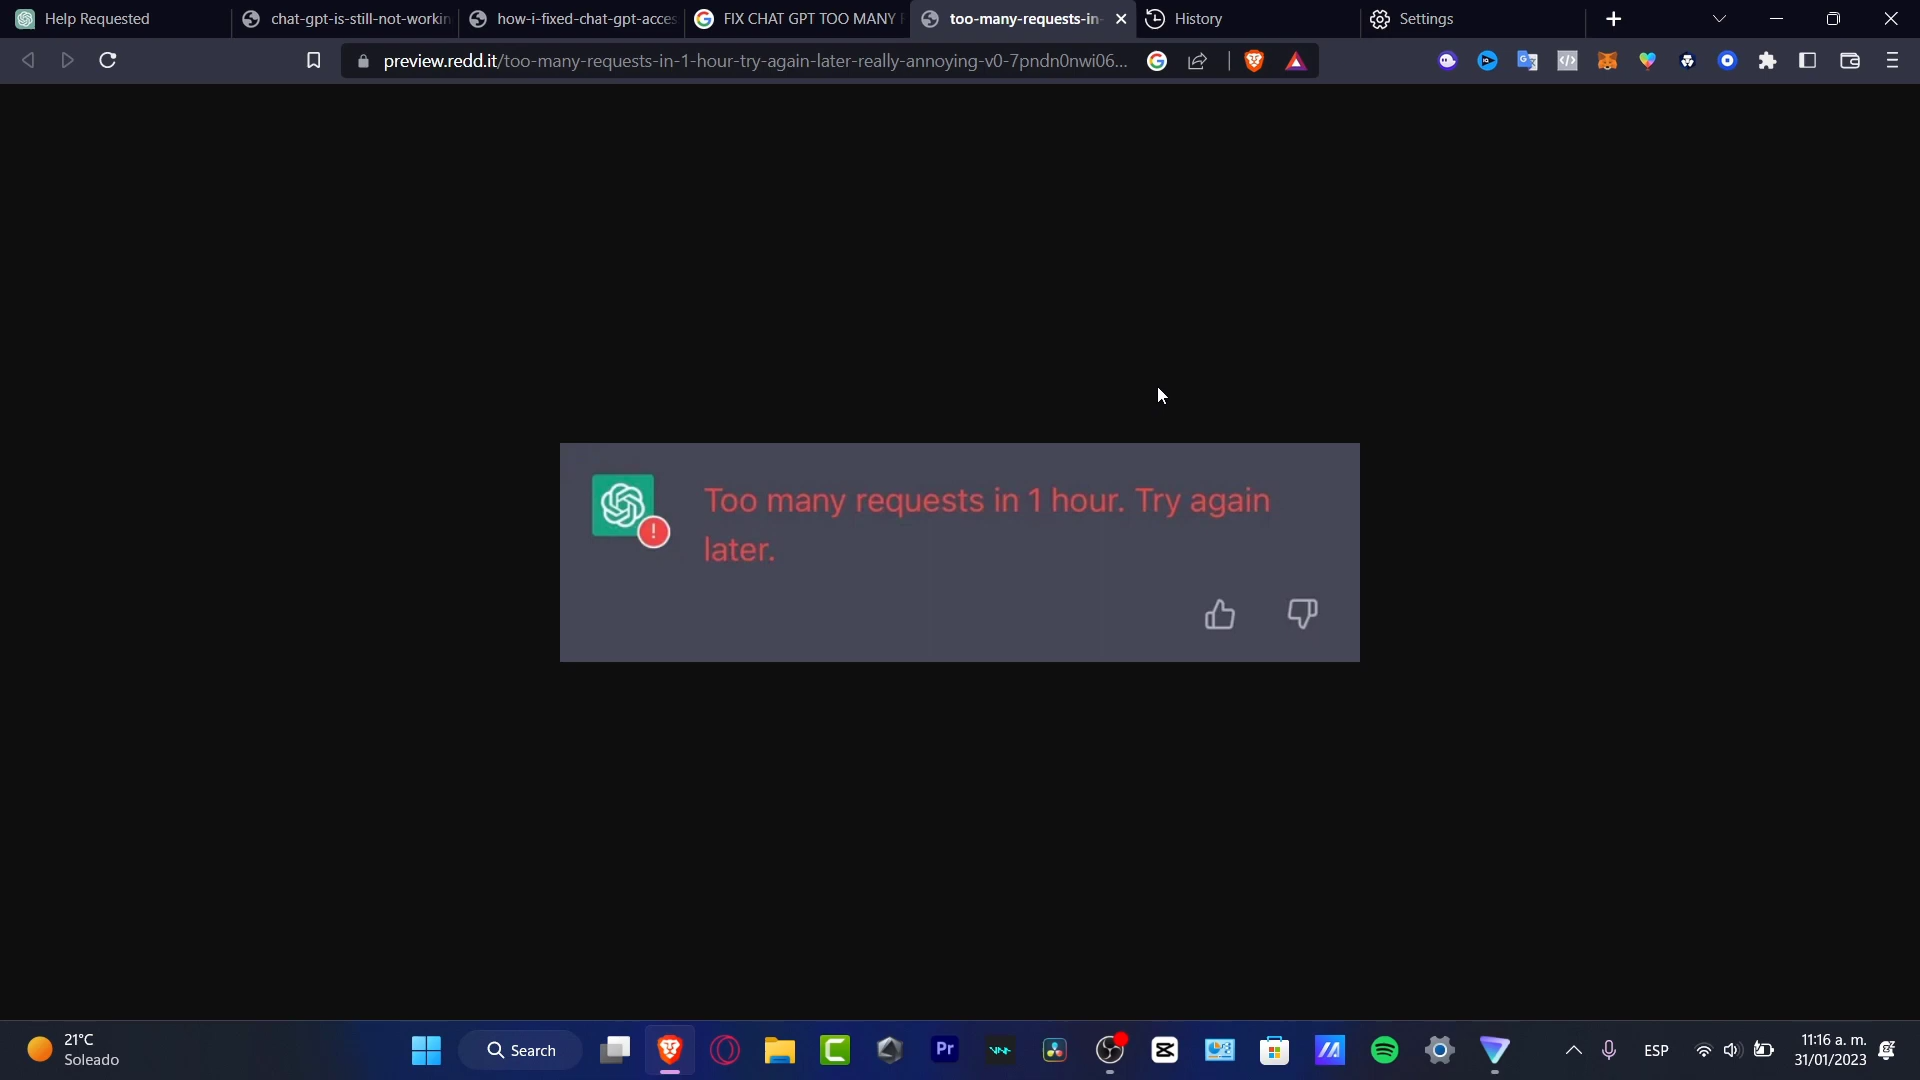 Help Requested
chat-gpt-is-still-not-workin
how-i-fixed-chat-gpt-acces
FIX CHAT GPT TOO MANY
too-many-requests-in-
History
Settings
preview.redd.it/too-many-requests-in-1-hour-try-again-later-really-annoying-v0-7pndn0nwi06...
Too many requests in 1 hour. Try again
later.
21°C
Soleado
Search
Pr
ESP
11:16 a. m.
31/01/2023